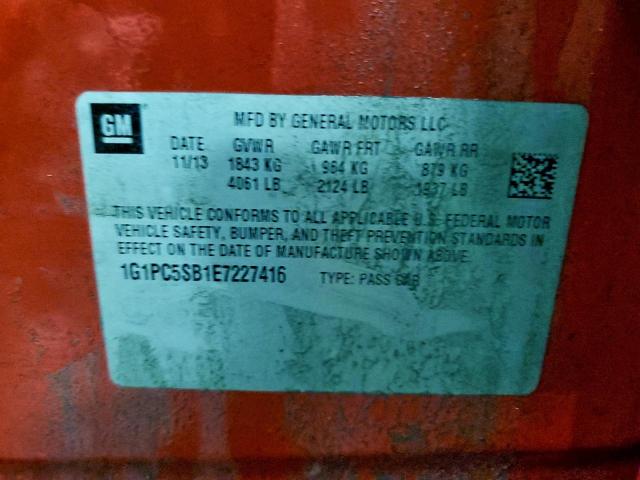 GM
MFD BY GENERAL MOTORS LLC
DATE GVWR GAWR FRT GAWR RR
11/13 1843 KG 964 KG 879 KG
4061 LB 2124 LB 1937 LB
THIS VEHICLE CONFORMS TO ALL APPLICABLE U.S. FEDERAL MOTOR
VEHICLE SAFETY, BUMPER, AND THEFT PREVENTION STANDARDS IN
EFFECT ON THE DATE OF MANUFACTURE SHOWN ABOVE.
1G1PC5SB1E7227416 TYPE: PASS CAR